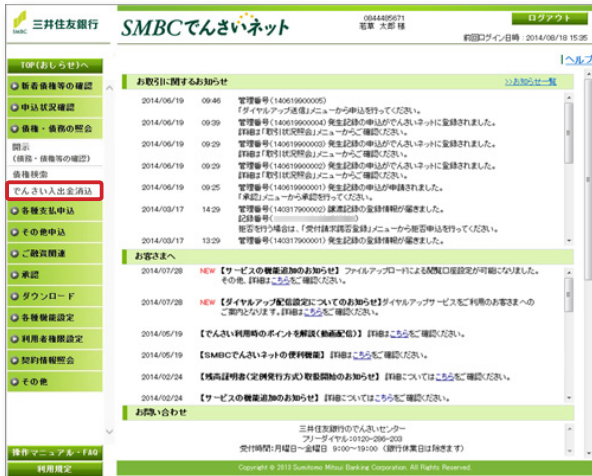 SMBC 三井住友銀行
SMBCでんさいネット
0844495671
若草 太郎 様
ログアウト
前回ログイン日時：2014/08/18 15:35
ヘルプ
TOP(おしらせ)へ
新着債権等の確認
申込状況確認
債権・債務の照会
開示
(債務・債権等の確認)
債権検索
でんさい入出金消込
各種支払申込
その他申込
ご融資関連
承認
ダウンロード
各種機能設定
利用者権限設定
契約情報照会
その他
操作マニュアル・FAQ
利用規定
お取引に関するお知らせ
>>お知らせ一覧
2014/06/19 09:46 管理番号(140619900005)
「ダイヤルアップ送信」メニューから申込を行ってください。
2014/06/19 09:39 管理番号(140619900004) 発生記録の申込がでんさいネットに登録されました。
詳細は「取引状況照会」メニューからご確認ください。
2014/06/19 09:29 管理番号(140619900003) 発生記録の申込がでんさいネットに登録されました。
詳細は「取引状況照会」メニューからご確認ください。
2014/06/19 09:29 管理番号(140619900002) 発生記録の申込がでんさいネットに登録されました。
詳細は「取引状況照会」メニューからご確認ください。
2014/06/19 09:25 管理番号(140619900001) 発生記録の申込が申請されました。
「承認」メニューから承認を行ってください。
2014/03/17 14:29 管理番号(140317900002) 譲渡記録の登録情報が届きました。
記録番号( )
拒否を行う場合は、「受付請求諾否登録」メニューから拒否申込を行ってください。
2014/03/17 13:29 管理番号(140317900001) 発生記録の登録情報が届きました。
お客さまへ
2014/07/28 NEW 【サービスの機能追加のお知らせ】 ファイルアップロードによる閲覧口座設定が可能になりました。
その他、詳細はこちらをご確認ください。
2014/07/28 NEW 【ダイヤルアップ配信設定についてのお知らせ】ダイヤルアップサービスをご利用のお客さまへの
ご案内となります。詳細はこちらをご確認ください。
2014/05/19 【でんさい利用時のポイントを解説(動画配信)】 詳細はこちらをご確認ください。
2014/05/19 【SMBCでんさいネットの便利機能】 詳細はこちらをご確認ください。
2014/02/24 【残高証明書(定例発行方式)取扱開始のお知らせ】 詳細についてはこちらをご確認ください。
2014/02/24 【サービスの機能追加のお知らせ】 詳細についてはこちらをご確認ください。
お問い合わせ
三井住友銀行のでんさいセンター
フリーダイヤル：0120-286-203
受付時間：月曜日～金曜日 9:00～19:00 (銀行休業日は除きます)
Copyright © 2013 Sumitomo Mitsui Banking Corporation. All Rights Reserved.